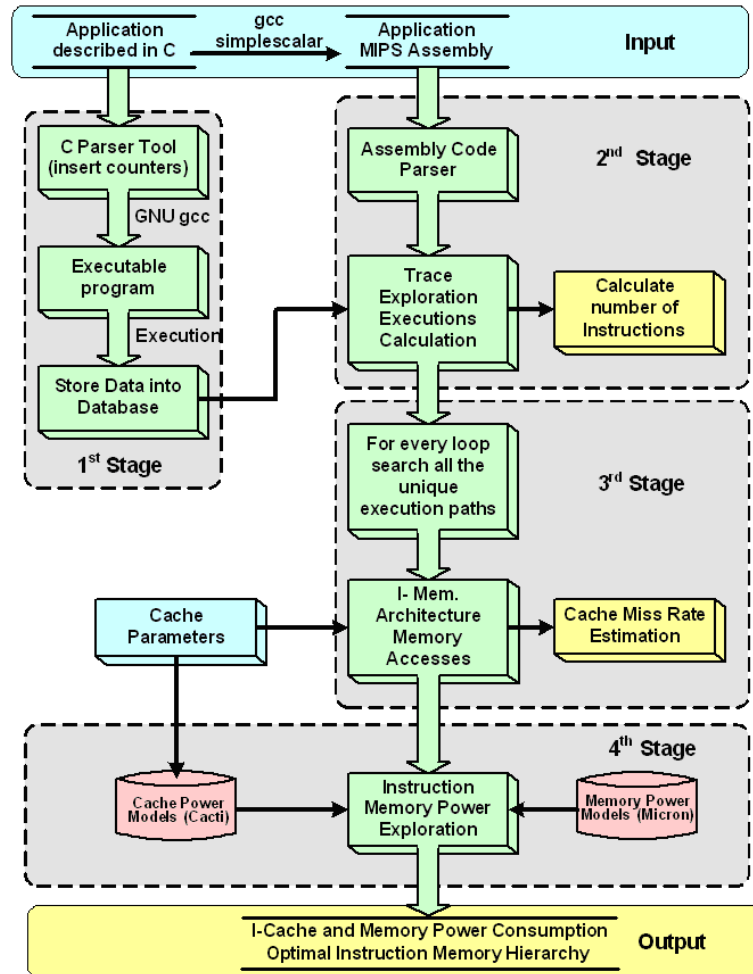 Application
described in C
gcc
simplescalar
Application
MIPS Assembly
Input
C Parser Tool
(insert counters)
GNU gcc
Executable
program
Execution
Store Data into
Database
1st Stage
Assembly Code
Parser
2nd Stage
Trace
Exploration
Executions
Calculation
Calculate
number of
Instructions
For every loop
search all the
unique
execution paths
3rd Stage
I- Mem.
Architecture
Memory
Accesses
Cache
Parameters
Cache Miss Rate
Estimation
4th Stage
Cache Power
Models (Cacti)
Instruction
Memory Power
Exploration
Memory Power
Models (Micron)
I-Cache and Memory Power Consumption
Optimal Instruction Memory Hierarchy
Output